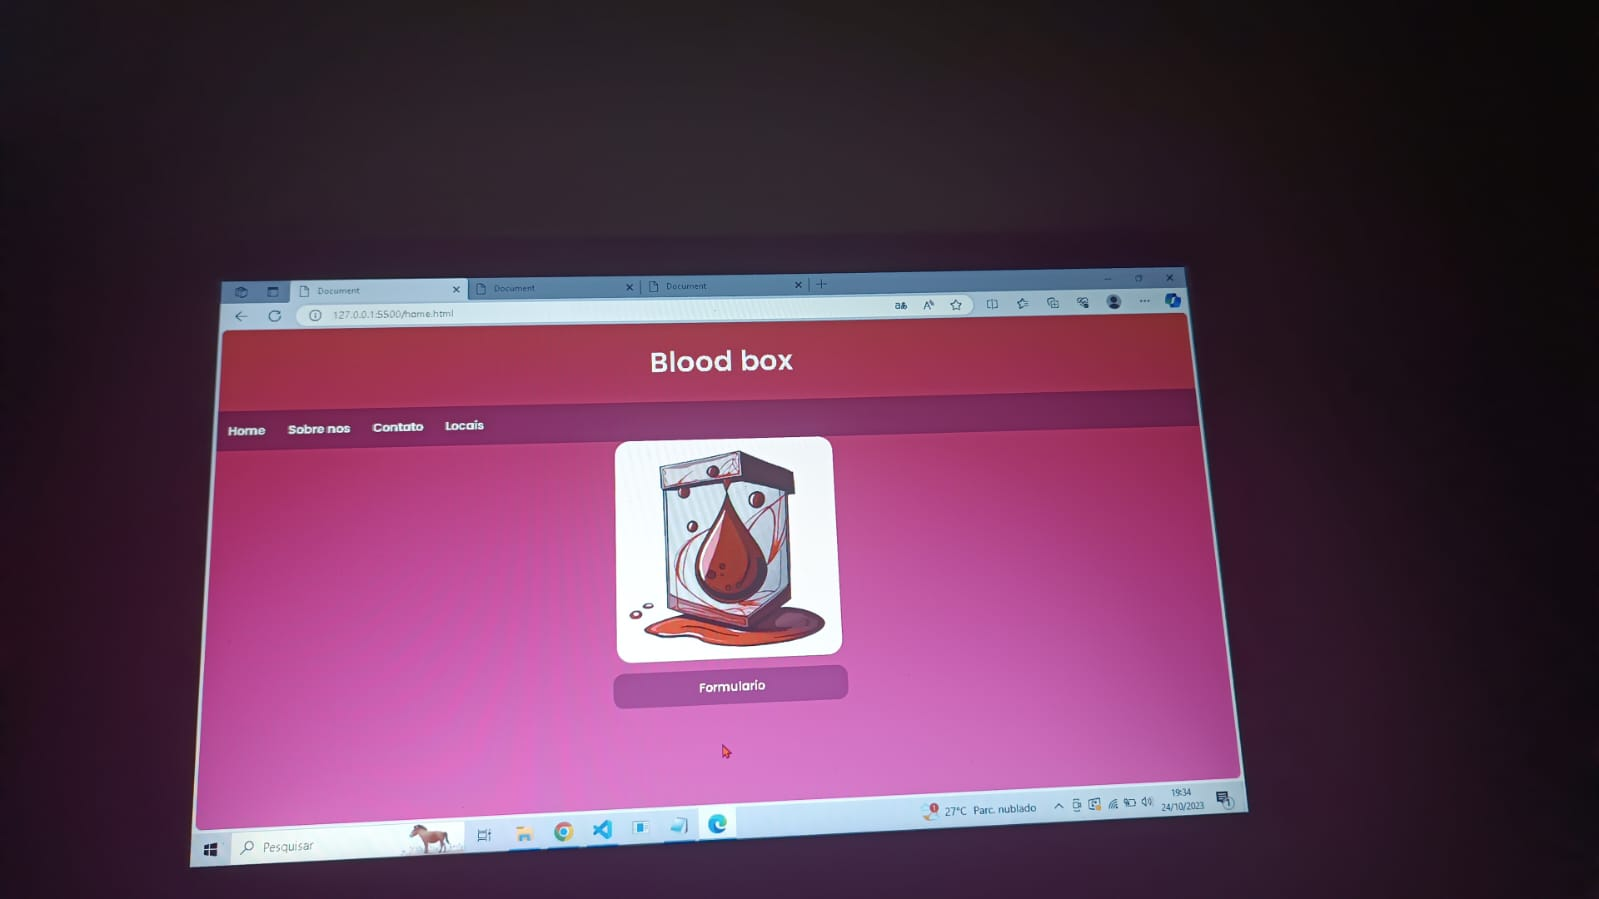 Document
Document
Document
127.0.0.1:5500/home.html
Blood box
Home Sobre nos Contato Locais
Formulario
Pesquisar
27°C Parc. nublado
19:34
24/10/2023